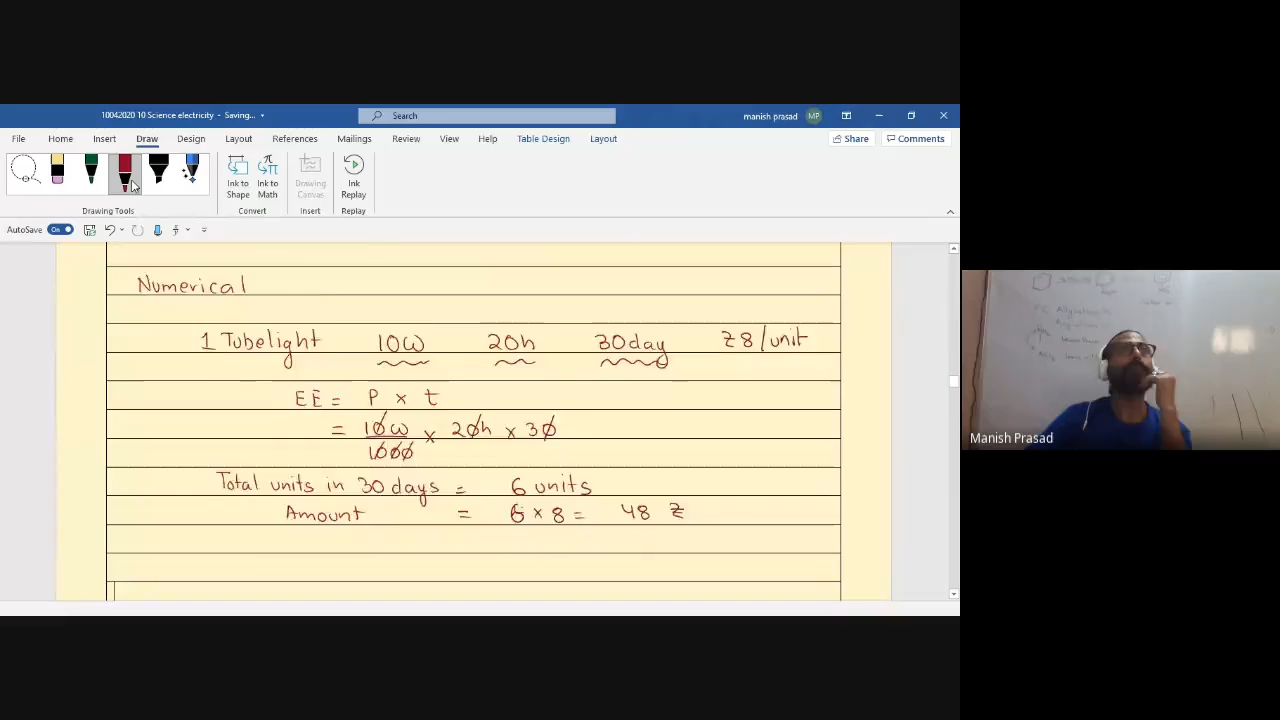 10042020 10 Science electricity - Saving...
Search
manish prasad MP
File Home Insert Draw Design Layout References Mailings Review View Help Table Design Layout
Share Comments
Ink to Shape Ink to Math Drawing Canvas Ink Replay
Drawing Tools Convert Insert Replay
AutoSave On
Numerical
1 Tubelight 10W 20h 30day ₹8/unit
EE = P × t
= 10W/1000 × 20h × 30
Total units in 30 days = 6 units
Amount = 6 × 8 = 48 ₹
Manish Prasad